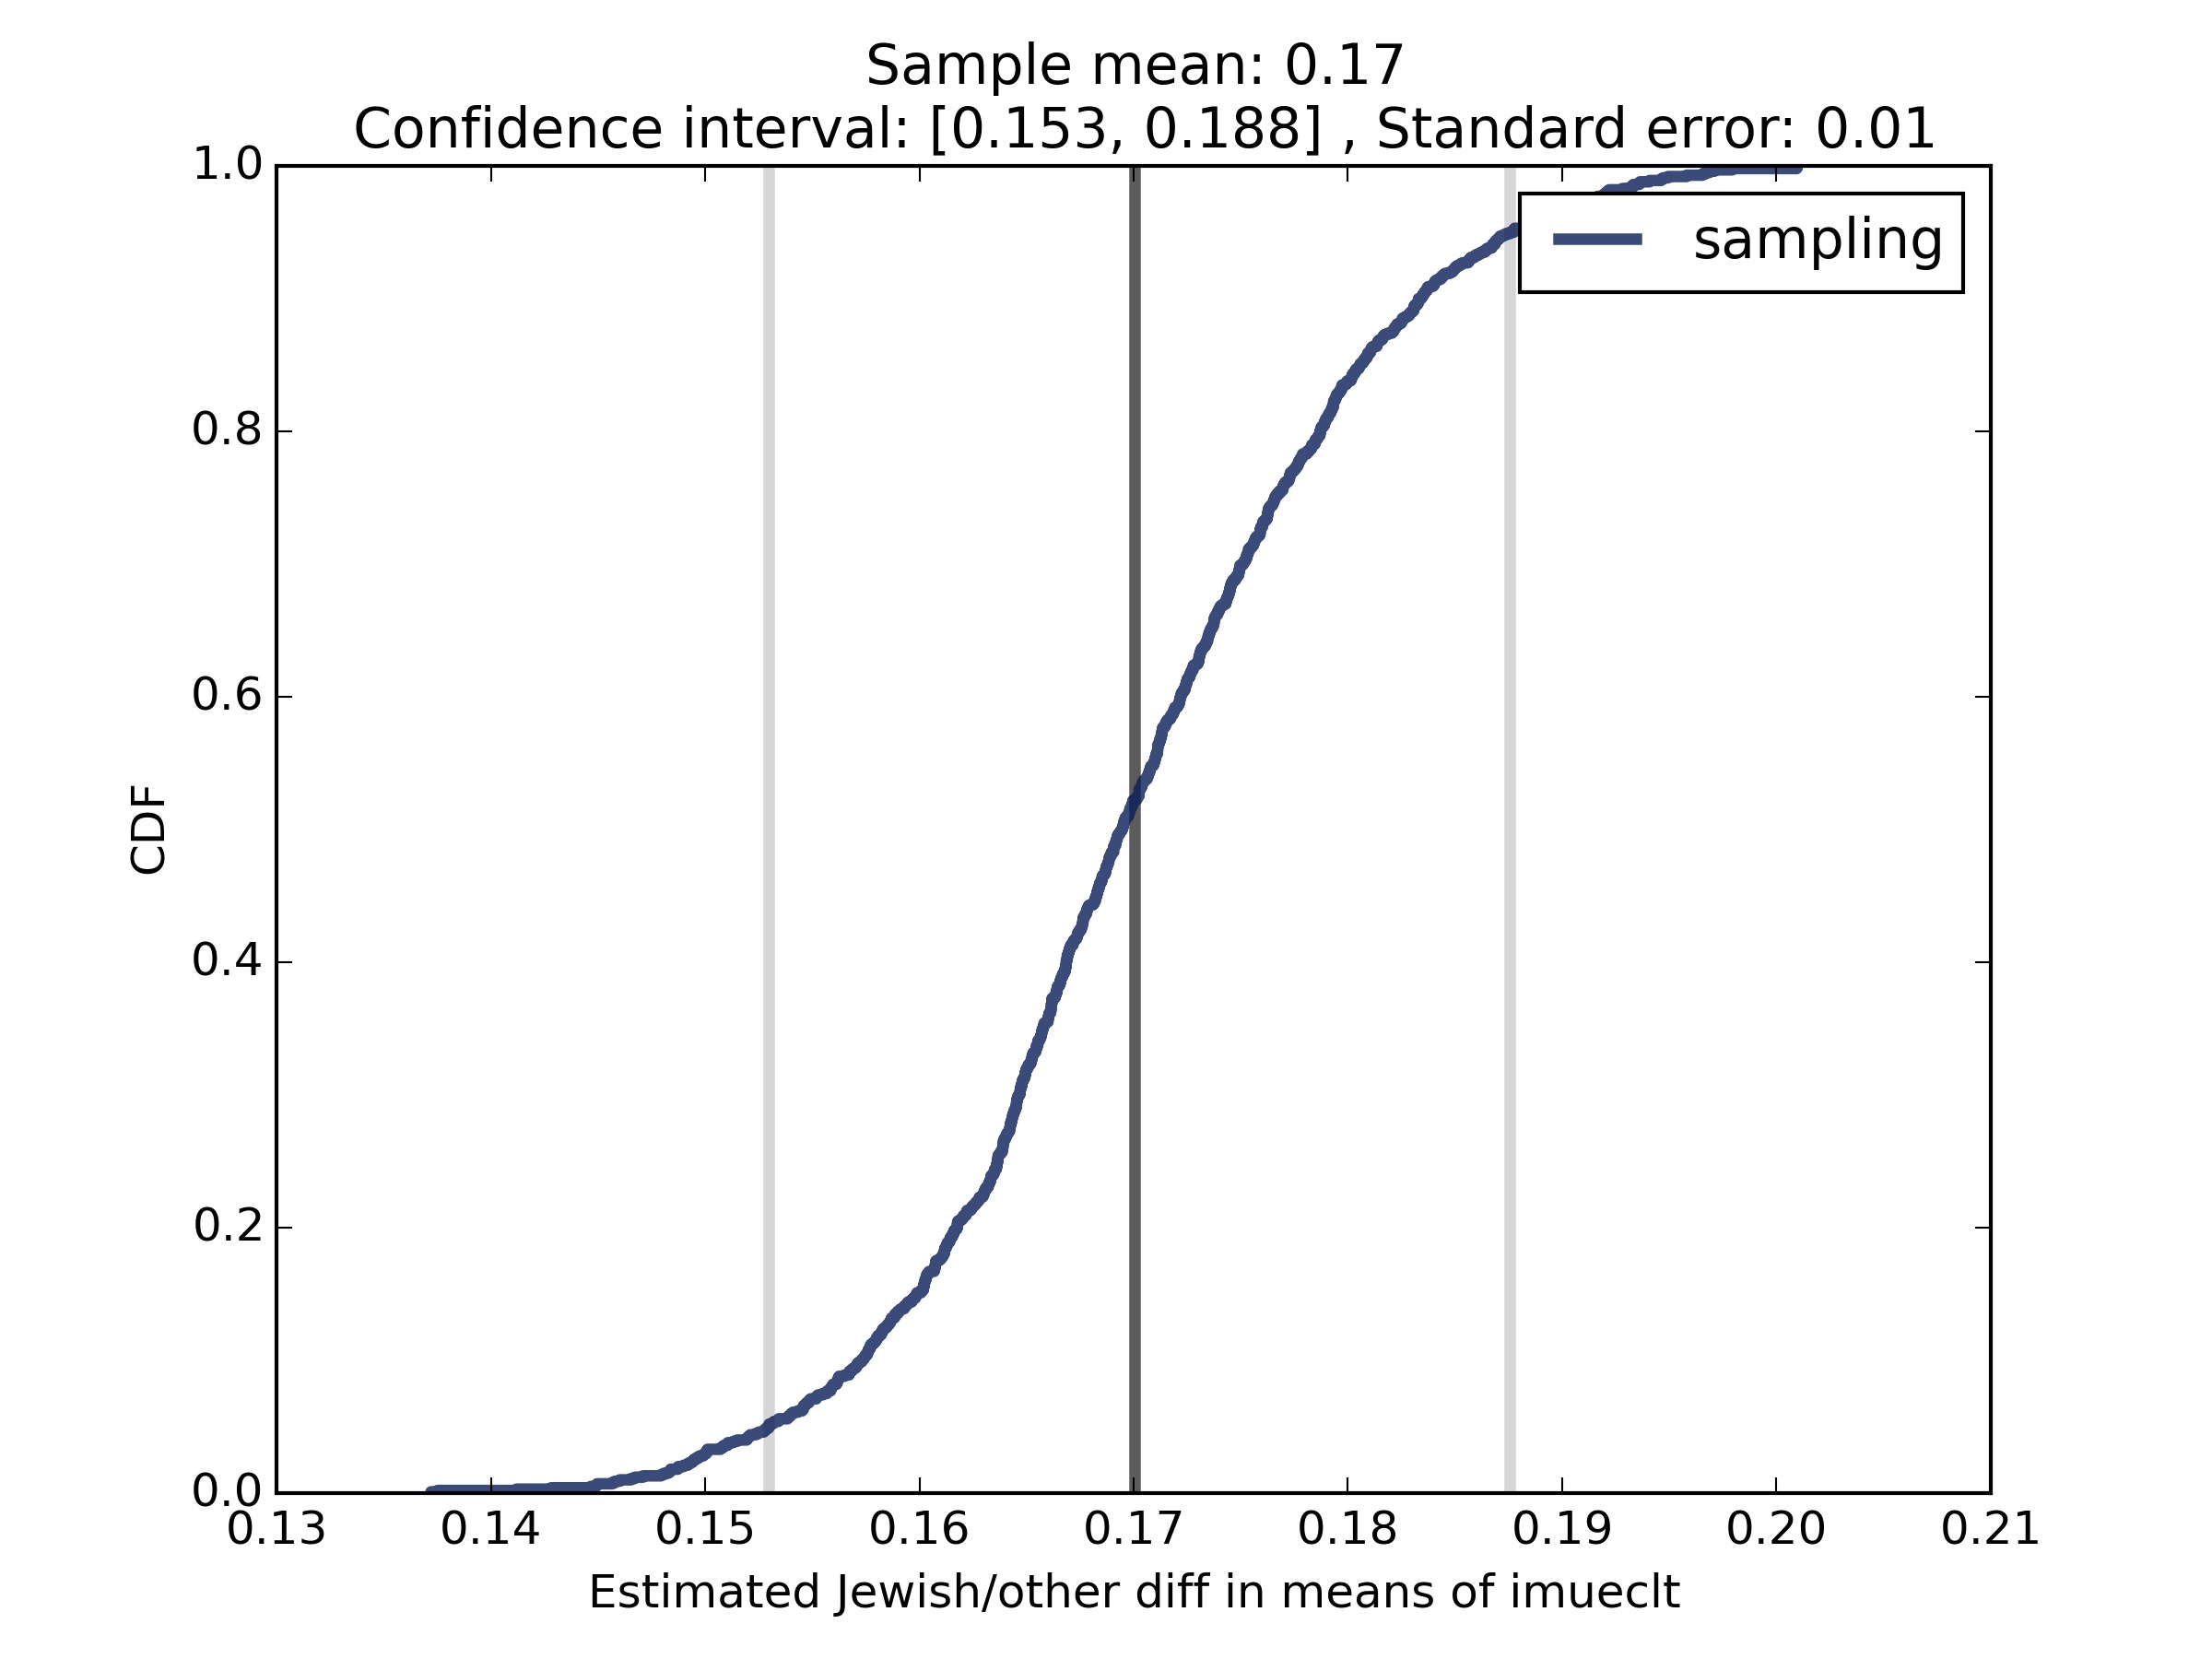 Sample mean: 0.17
Confidence interval: [0.153, 0.188] , Standard error: 0.01
1.0
sampling
0.8
0.6
CDF
0.4
0.2
0.0
0.13 0.14 0.15 0.16 0.17 0.18 0.19 0.20 0.21
Estimated Jewish/other diff in means of imueclt